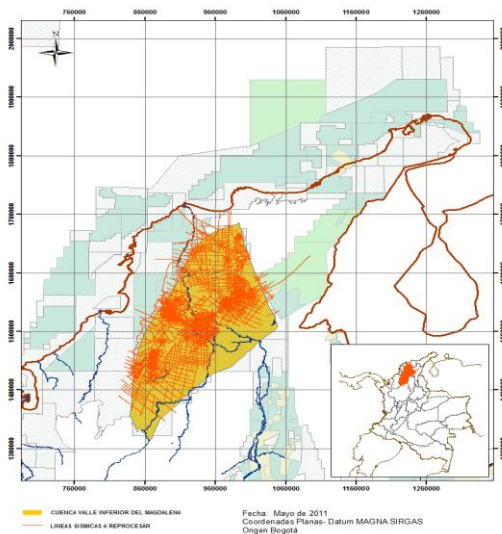 760000 860000 960000 1060000 1160000 1260000
2000000
1900000
1800000
1700000
1600000
1500000
1400000
1300000
760000 860000 960000 1060000 1160000 1260000
CUENCA VALLE INFERIOR DEL MAGDALENA
LINEAS SISMICAS A REPROCESAR
Fecha: Mayo de 2011
Coordenadas Planas- Datum MAGNA SIRGAS
Origen Bogotá